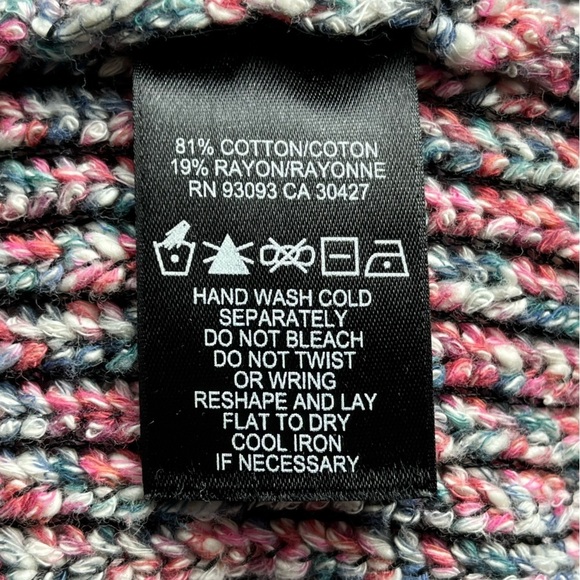 81% COTTON/COTON
19% RAYON/RAYONNE
RN 93093 CA 30427
HAND WASH COLD
SEPARATELY
DO NOT BLEACH
DO NOT TWIST
OR WRING
RESHAPE AND LAY
FLAT TO DRY
COOL IRON
IF NECESSARY